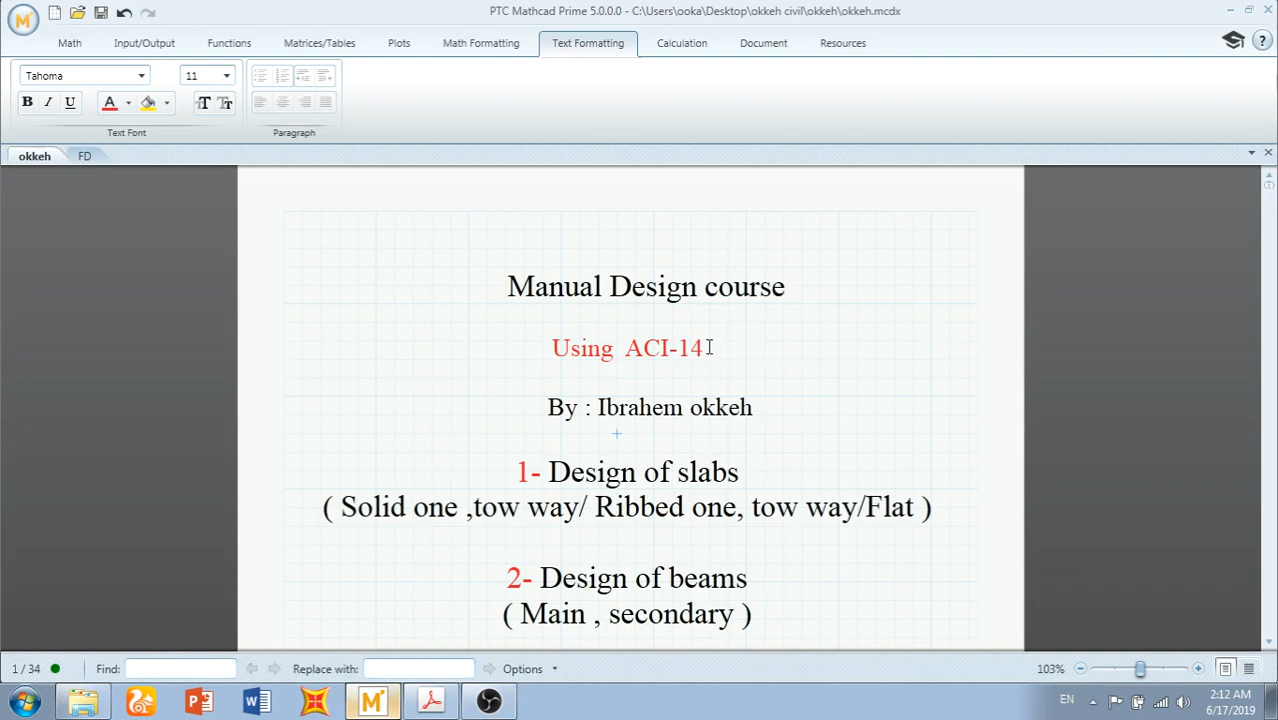 PTC Mathcad Prime 5.0.0.0 - C:\Users\ooka\Desktop\okkeh civil\okkeh\okkeh.mcdx
Math Input/Output Functions Matrices/Tables Plots Math Formatting Text Formatting Calculation Document Resources
Tahoma 11
B I U A
Text Font Paragraph
okkeh FD
Manual Design course
Using ACI-14
By : Ibrahem okkeh
1- Design of slabs
( Solid one ,tow way/ Ribbed one, tow way/Flat )
2- Design of beams
( Main , secondary )
1 / 34 Find: Replace with: Options 103%
EN 2:12 AM
6/17/2019